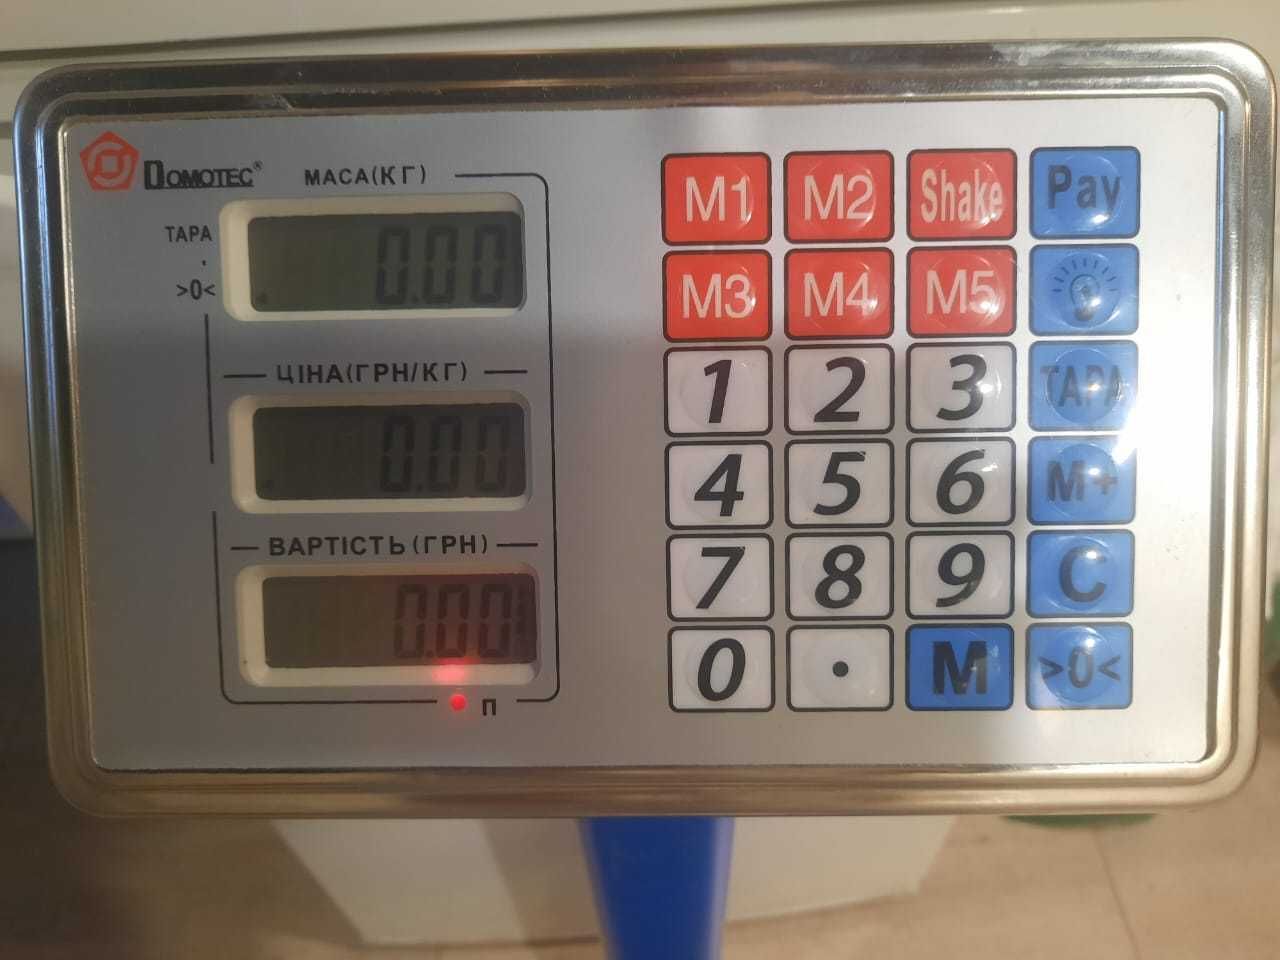 DOMOTEC®
МАСА(КГ)
ТАРА
>0<
0.00
ЦІНА(ГРН/КГ)
0.00
ВАРТІСТЬ(ГРН)
0.00
П
M1 M2 Shake Pay
M3 M4 M5
1 2 3 ТАРА
4 5 6 M+
7 8 9 C
0 . M >0<